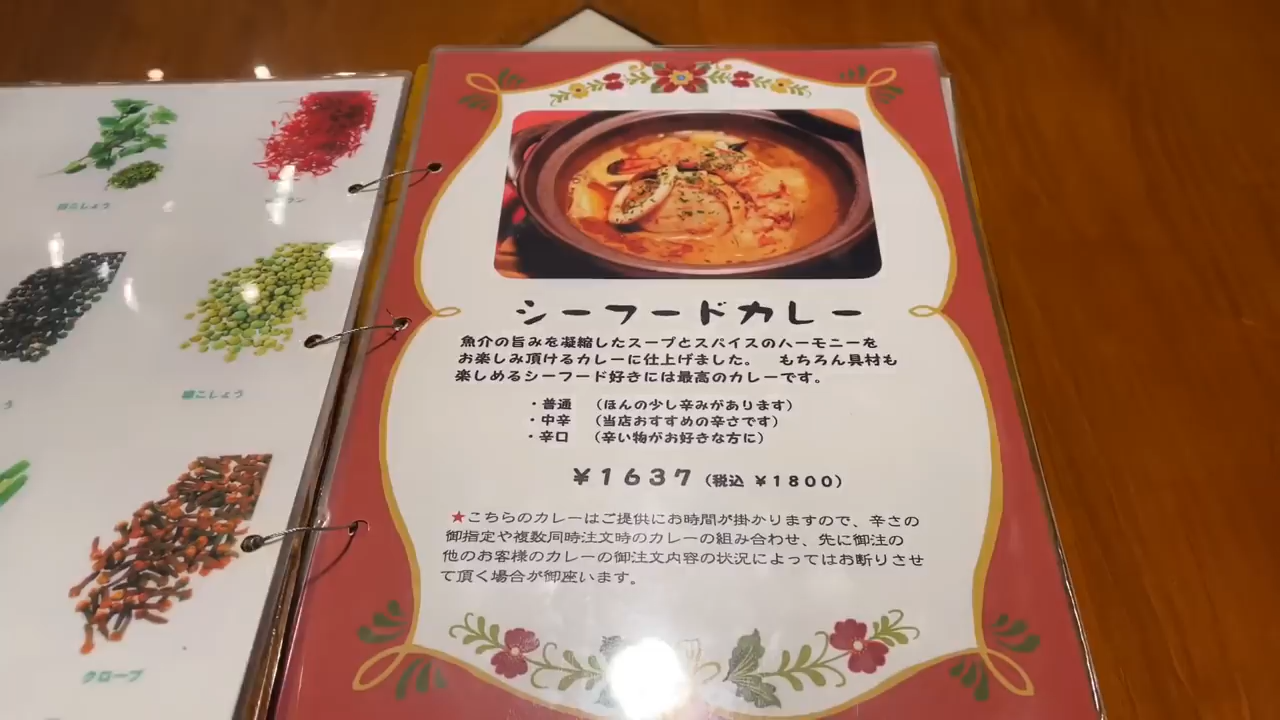 シーフードカレー
魚介の旨みを凝縮したスープとスパイスのハーモニーを
お楽しみ頂けるカレーに仕上げました。 もちろん具材も
楽しめるシーフード好きには最高のカレーです。
・普通 (ほんの少し辛みがあります)
・中辛 (当店おすすめの辛さです)
・辛口 (辛い物がお好きな方に)
¥1637 (税込 ¥1800)
★こちらのカレーはご提供にお時間が掛かりますので、辛さの
御指定や複数同時注文時のカレーの組み合わせ、先に御注の
他のお客様のカレーの御注文内容の状況によってはお断りさせ
て頂く場合が御座います。
こしょう
こしょう
クローブ